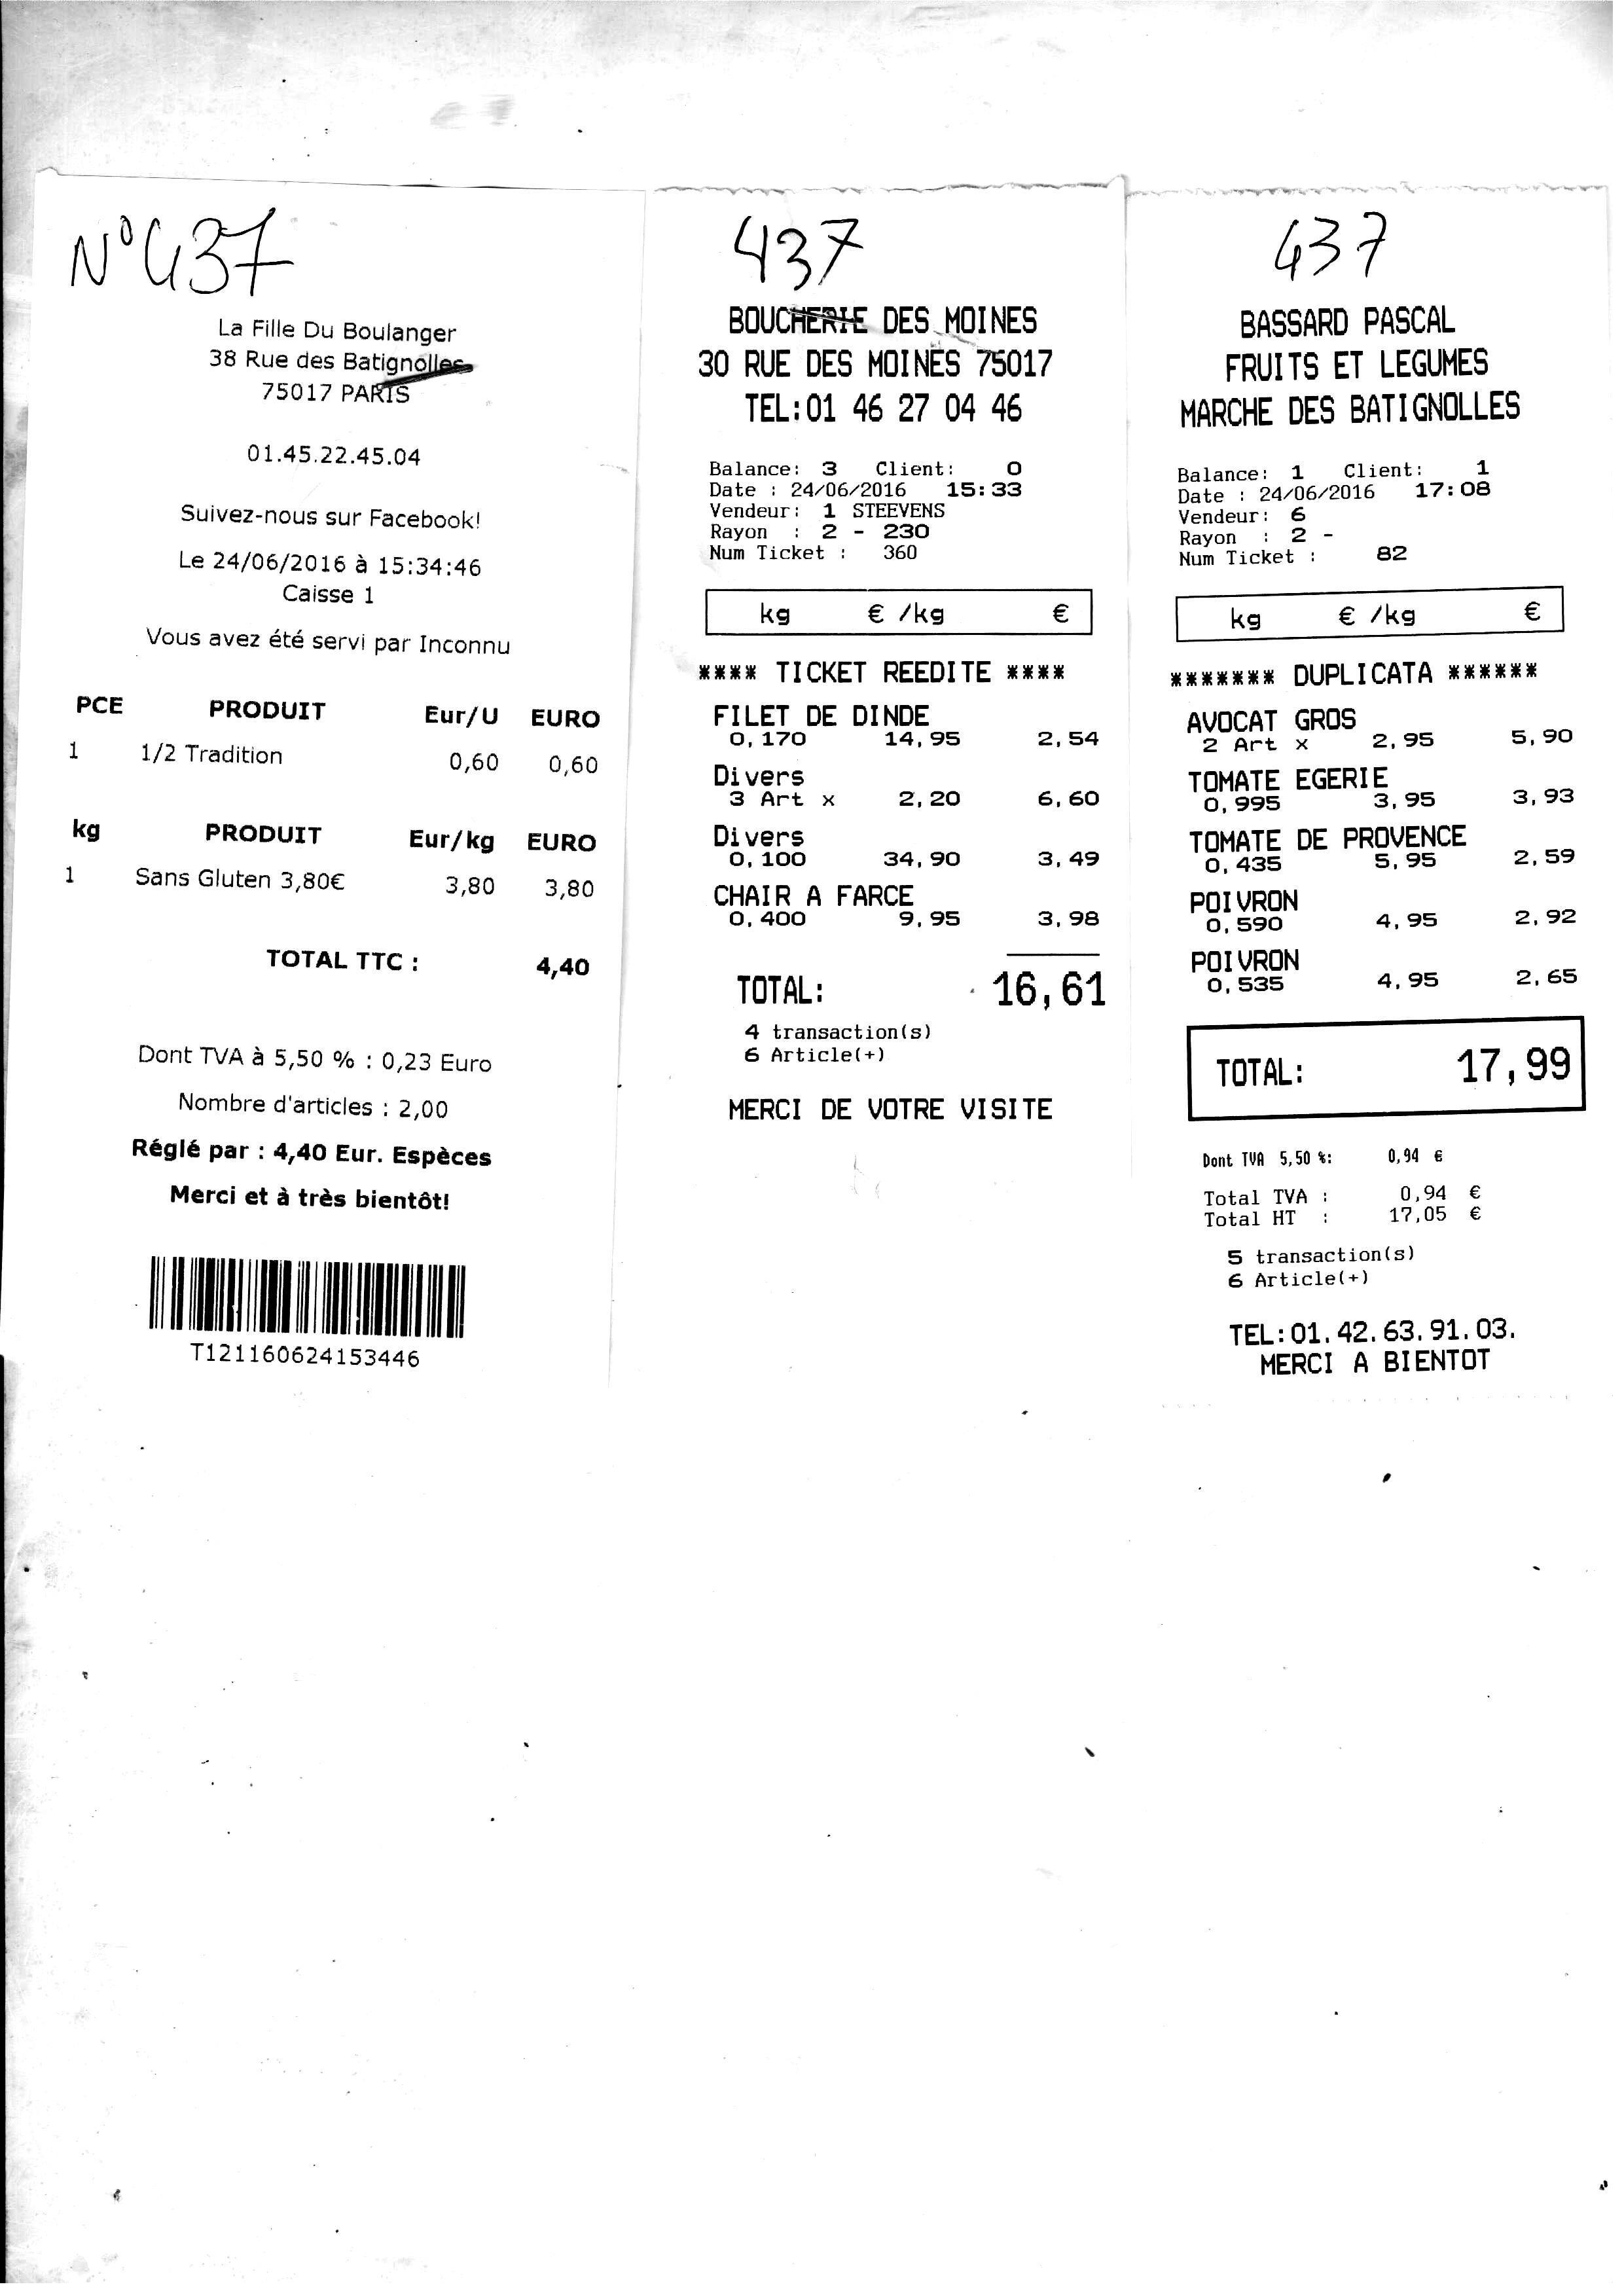 N°437
La Fille Du Boulanger
38 Rue des Batignolles
75017 PARIS
01.45.22.45.04
Suivez-nous sur Facebook!
Le 24/06/2016 à 15:34:46
Caisse 1
Vous avez été servi par Inconnu
PCE PRODUIT Eur/U EURO
1 1/2 Tradition 0,60 0,60
kg PRODUIT Eur/kg EURO
1 Sans Gluten 3,80€ 3,80 3,80
TOTAL TTC : 4,40
Dont TVA à 5,50 % : 0,23 Euro
Nombre d'articles : 2,00
Réglé par : 4,40 Eur. Espèces
Merci et à très bientôt!
T121160624153446
437
BOUCHERIE DES MOINES
30 RUE DES MOINES 75017
TEL:01 46 27 04 46
Balance: 3 Client: 0
Date : 24/06/2016 15:33
Vendeur: 1 STEEVENS
Rayon : 2 - 230
Num Ticket : 360
kg € /kg €
**** TICKET REEDITE ****
FILET DE DINDE
0,170 14,95 2,54
Divers
3 Art x 2,20 6,60
Divers
0,100 34,90 3,49
CHAIR A FARCE
0,400 9,95 3,98
TOTAL: 16,61
4 transaction(s)
6 Article(+)
MERCI DE VOTRE VISITE
437
BASSARD PASCAL
FRUITS ET LEGUMES
MARCHE DES BATIGNOLLES
Balance: 1 Client: 1
Date : 24/06/2016 17:08
Vendeur: 6
Rayon : 2 -
Num Ticket : 82
kg € /kg €
******* DUPLICATA ******
AVOCAT GROS
2 Art x 2,95 5,90
TOMATE EGERIE
0,995 3,95 3,93
TOMATE DE PROVENCE
0,435 5,95 2,59
POIVRON
0,590 4,95 2,92
POIVRON
0,535 4,95 2,65
TOTAL: 17,99
Dont TVA 5,50 %: 0,94 €
Total TVA : 0,94 €
Total HT : 17,05 €
5 transaction(s)
6 Article(+)
TEL:01.42.63.91.03.
MERCI A BIENTOT